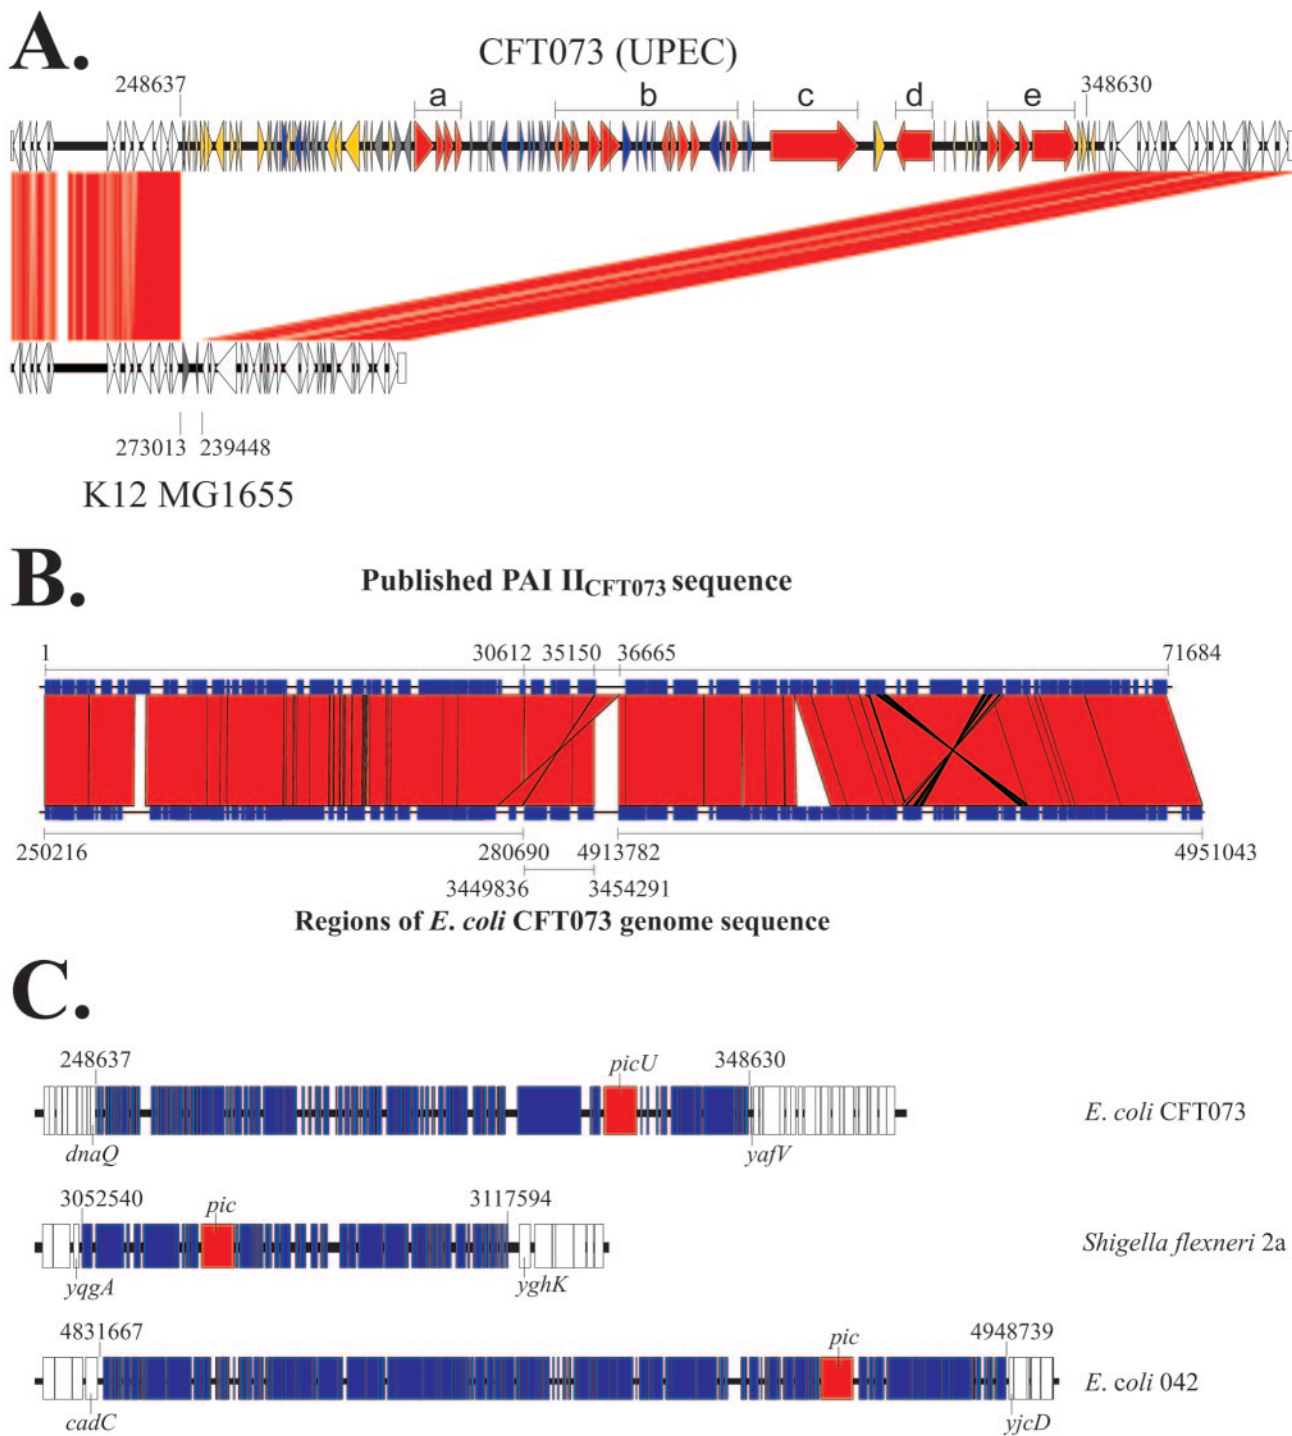 A.
CFT073 (UPEC)
248637
a b c d e
348630
273013 239448
K12 MG1655
B.
Published PAI IICFT073 sequence
1 30612 35150 36665 71684
250216 280690 4913782 4951043
3449836 3454291
Regions of E. coli CFT073 genome sequence
C.
248637 picU 348630
E. coli CFT073
dnaQ yafV
3052540 pic 3117594
Shigella flexneri 2a
yqgA yghK
4831667 pic 4948739
E. coli 042
cadC yjcD